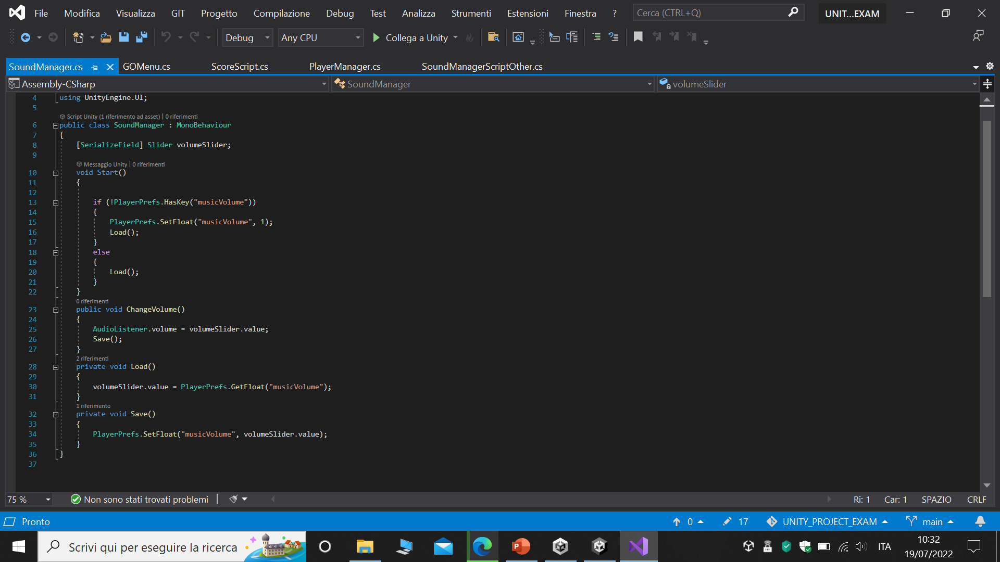 File Modifica Visualizza GIT Progetto Compilazione Debug Test Analizza Strumenti Estensioni Finestra ? Cerca (CTRL+Q) UNIT...EXAM
Debug Any CPU Collega a Unity
SoundManager.cs GOMenu.cs ScoreScript.cs PlayerManager.cs SoundManagerScriptOther.cs
Assembly-CSharp SoundManager volumeSlider
4 using UnityEngine.UI;
5
Script Unity (1 riferimento ad asset) | 0 riferimenti
6 public class SoundManager : MonoBehaviour
7 {
8 [SerializeField] Slider volumeSlider;
9
Messaggio Unity | 0 riferimenti
10 void Start()
11 {
12
13 if (!PlayerPrefs.HasKey("musicVolume"))
14 {
15 PlayerPrefs.SetFloat("musicVolume", 1);
16 Load();
17 }
18 else
19 {
20 Load();
21 }
22 }
0 riferimenti
23 public void ChangeVolume()
24 {
25 AudioListener.volume = volumeSlider.value;
26 Save();
27 }
2 riferimenti
28 private void Load()
29 {
30 volumeSlider.value = PlayerPrefs.GetFloat("musicVolume");
31 }
1 riferimento
32 private void Save()
33 {
34 PlayerPrefs.SetFloat("musicVolume", volumeSlider.value);
35 }
36 }
37
75 % Non sono stati trovati problemi Ri: 1 Car: 1 SPAZIO CRLF
Pronto 0 17 UNITY_PROJECT_EXAM main
Scrivi qui per eseguire la ricerca ITA 10:32
19/07/2022